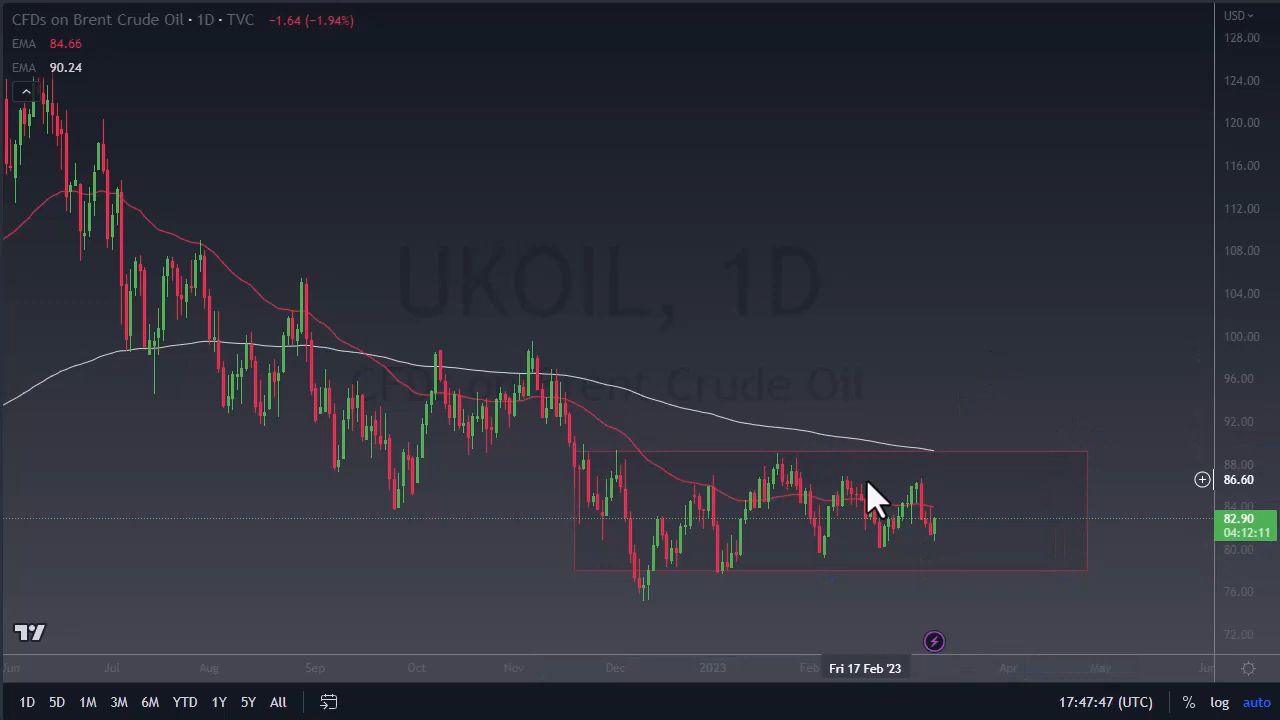 CFDs on Brent Crude Oil · 1D · TVC −1.64 (−1.94%)
USD
EMA 84.66
EMA 90.24
128.00
124.00
120.00
116.00
112.00
108.00
104.00
100.00
96.00
92.00
88.00
86.60
84.00
82.90
04:12:11
80.00
76.00
72.00
UKOIL, 1D
CFDs on Brent Crude Oil
Jun Jul Aug Sep Oct Nov Dec 2023 Feb Fri 17 Feb '23 Apr May Jun
1D 5D 1M 3M 6M YTD 1Y 5Y All 17:47:47 (UTC) % log auto